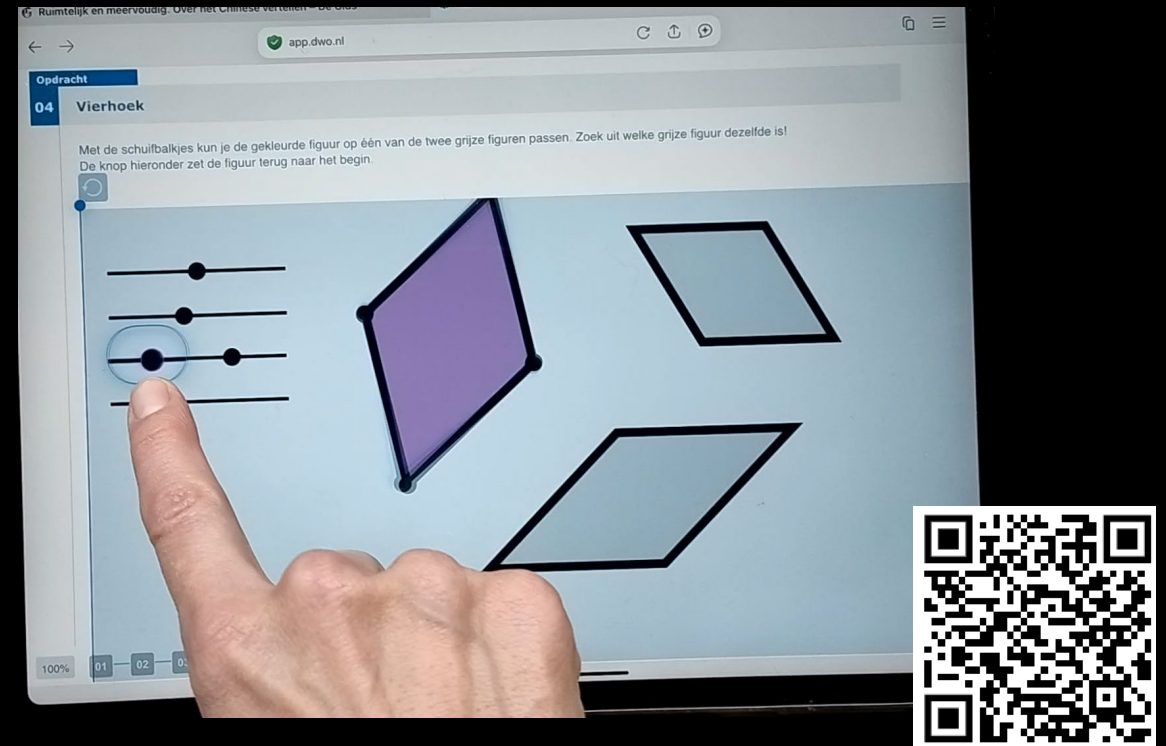 Ruimtelijk en meervoudig. Over het Chinese vertellen – De Gids
app.dwo.nl
Opdracht
04 Vierhoek
Met de schuifbalkjes kun je de gekleurde figuur op één van de twee grijze figuren passen. Zoek uit welke grijze figuur dezelfde is!
De knop hieronder zet de figuur terug naar het begin.
100% 01 02